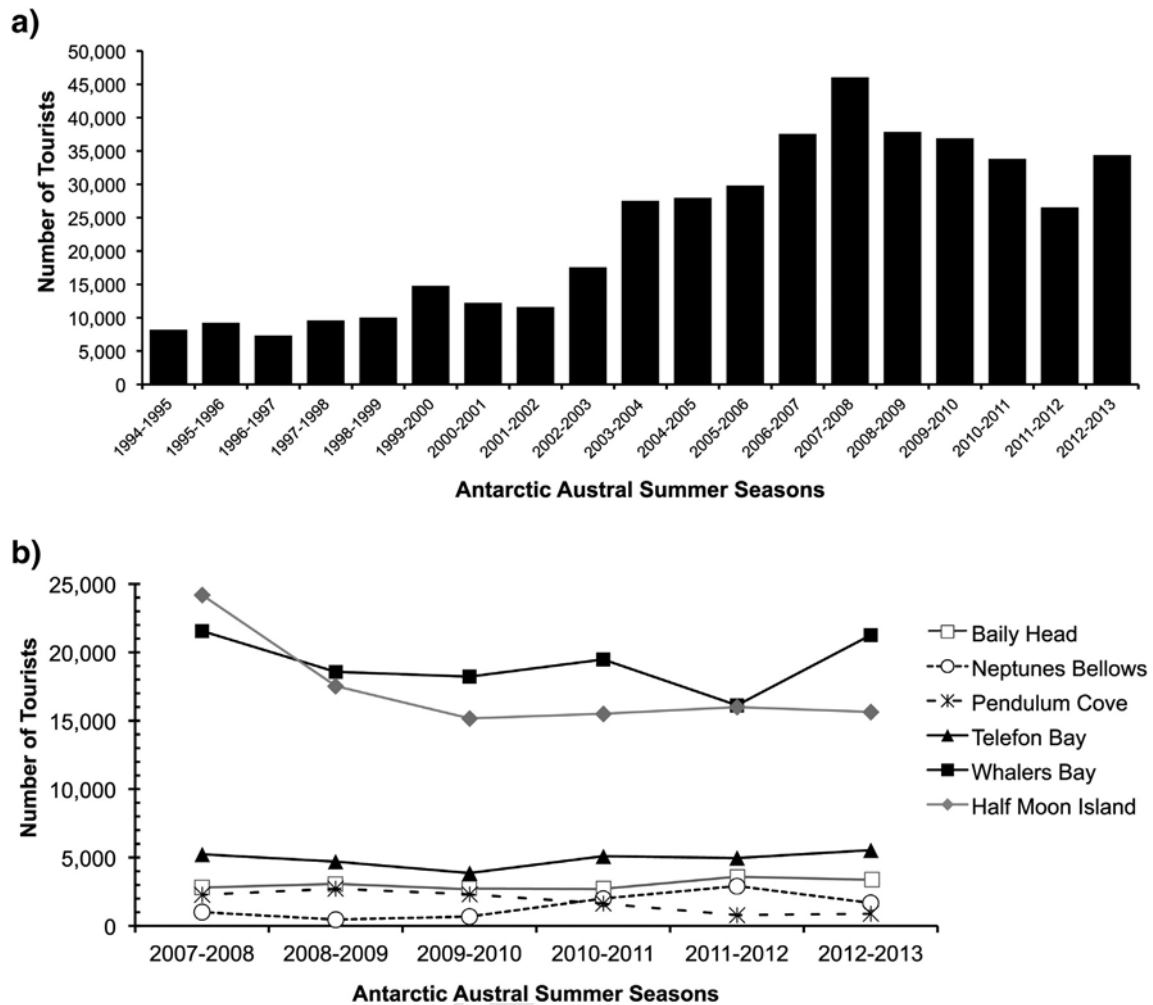 a)
50,000
45,000
40,000
35,000
30,000
25,000
20,000
15,000
10,000
5,000
0
Number of Tourists
1994-1995
1995-1996
1996-1997
1997-1998
1998-1999
1999-2000
2000-2001
2001-2002
2002-2003
2003-2004
2004-2005
2005-2006
2006-2007
2007-2008
2008-2009
2009-2010
2010-2011
2011-2012
2012-2013
Antarctic Austral Summer Seasons
b)
25,000
20,000
15,000
10,000
5,000
0
Number of Tourists
Baily Head
Neptunes Bellows
Pendulum Cove
Telefon Bay
Whalers Bay
Half Moon Island
2007-2008 2008-2009 2009-2010 2010-2011 2011-2012 2012-2013
Antarctic Austral Summer Seasons